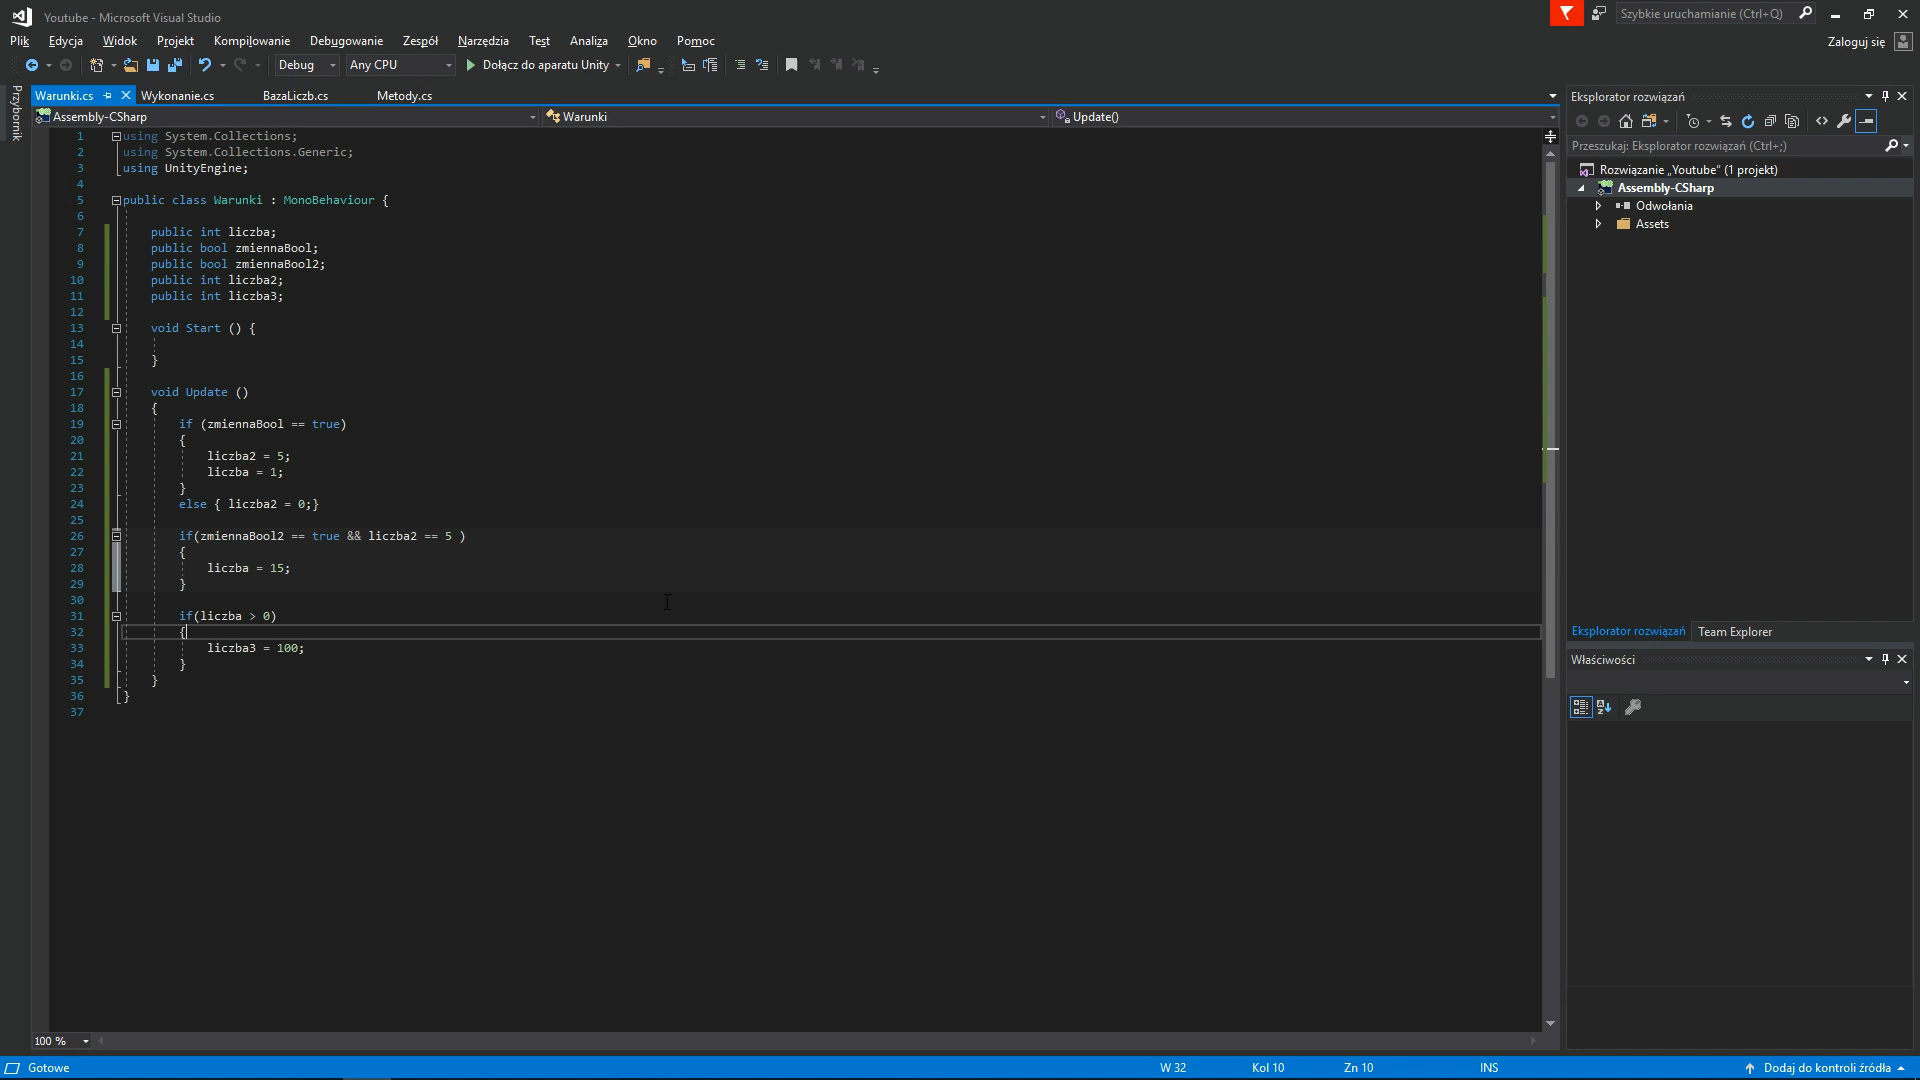 Youtube - Microsoft Visual Studio
Szybkie uruchamianie (Ctrl+Q)
Plik Edycja Widok Projekt Kompilowanie Debugowanie Zespół Narzędzia Test Analiza Okno Pomoc
Zaloguj się
Debug Any CPU Dołącz do aparatu Unity
Przybornik
Warunki.cs Wykonanie.cs BazaLiczb.cs Metody.cs
Assembly-CSharp Warunki Update()
1 using System.Collections;
2 using System.Collections.Generic;
3 using UnityEngine;
4
5 public class Warunki : MonoBehaviour {
6
7 public int liczba;
8 public bool zmiennaBool;
9 public bool zmiennaBool2;
10 public int liczba2;
11 public int liczba3;
12
13 void Start () {
14
15 }
16
17 void Update ()
18 {
19 if (zmiennaBool == true)
20 {
21 liczba2 = 5;
22 liczba = 1;
23 }
24 else { liczba2 = 0;}
25
26 if(zmiennaBool2 == true && liczba2 == 5 )
27 {
28 liczba = 15;
29 }
30
31 if(liczba > 0)
32 {
33 liczba3 = 100;
34 }
35 }
36 }
37
100 %
Eksplorator rozwiązań
Przeszukaj: Eksplorator rozwiązań (Ctrl+;)
Rozwiązanie „Youtube” (1 projekt)
Assembly-CSharp
Odwołania
Assets
Eksplorator rozwiązań Team Explorer
Właściwości
Gotowe W 32 Kol 10 Zn 10 INS Dodaj do kontroli źródła